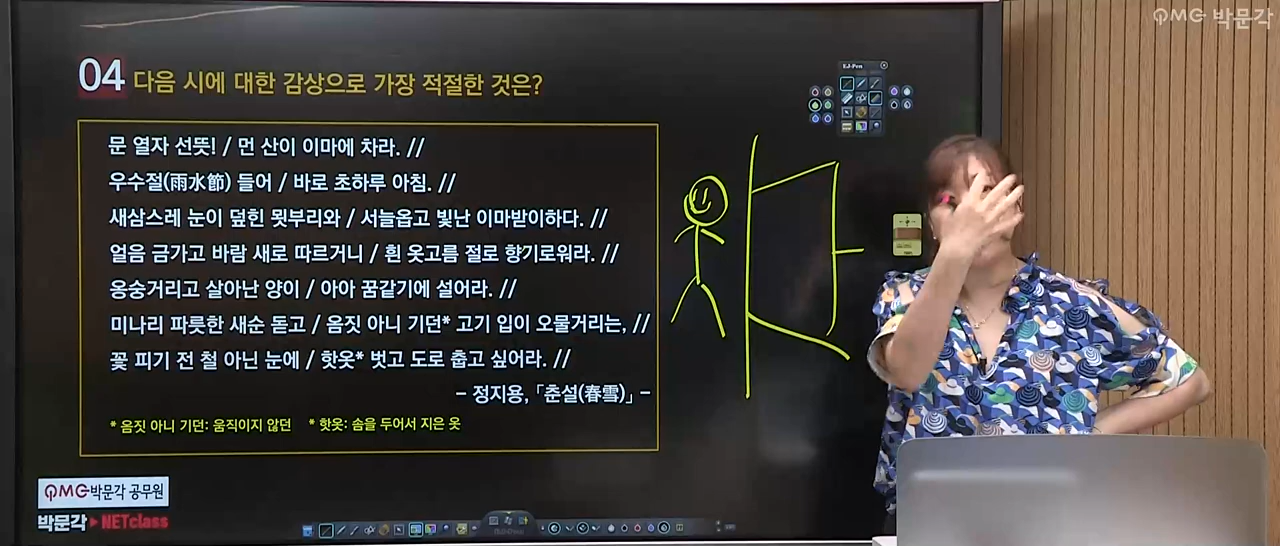 QMG 박문각
04 다음 시에 대한 감상으로 가장 적절한 것은?
문 열자 선뜻! / 먼 산이 이마에 차라. //
우수절(雨水節) 들어 / 바로 초하루 아침. //
새삼스레 눈이 덮힌 묏부리와 / 서늘옵고 빛난 이마받이하다. //
얼음 금가고 바람 새로 따르거니 / 흰 옷고름 절로 향기로워라. //
옹숭거리고 살아난 양이 / 아아 꿈같기에 설어라. //
미나리 파릇한 새순 돋고 / 옴짓 아니 기던* 고기 입이 오물거리는, //
꽃 피기 전 철 아닌 눈에 / 핫옷* 벗고 도로 춥고 싶어라. //
– 정지용, 「춘설(春雪)」 –
* 옴짓 아니 기던: 움직이지 않던 * 핫옷: 솜을 두어서 지은 옷
QMG 박문각 공무원
박문각 ▶ NETclass